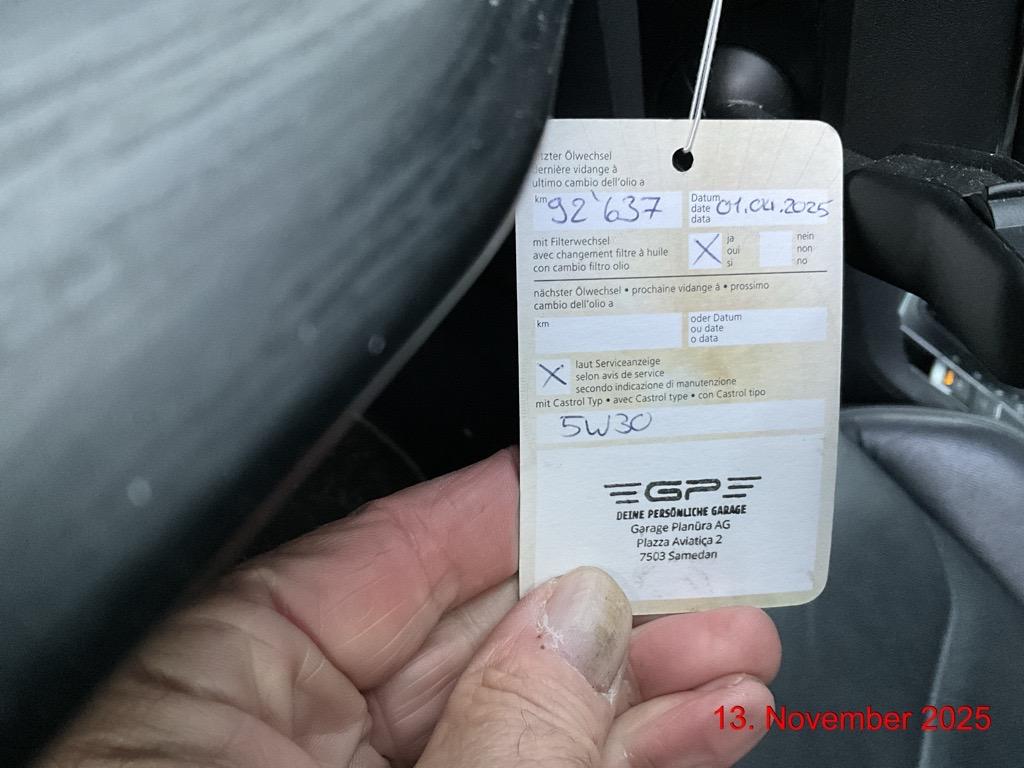 letzter Ölwechsel
dernière vidange à
ultimo cambio dell'olio a
km 92'637
Datum
date 01.04.2025
data
mit Filterwechsel
avec changement filtre à huile
con cambio filtro olio
X ja
oui
si
nein
non
no
nächster Ölwechsel • prochaine vidange à • prossimo
cambio dell'olio a
km
oder Datum
ou date
o data
X laut Serviceanzeige
selon avis de service
secondo indicazione di manutenzione
mit Castrol Typ • avec Castrol type • con Castrol tipo
5W30
GP
DEINE PERSÖNLICHE GARAGE
Garage Planüra AG
Plazza Aviatica 2
7503 Samedan
13. November 2025